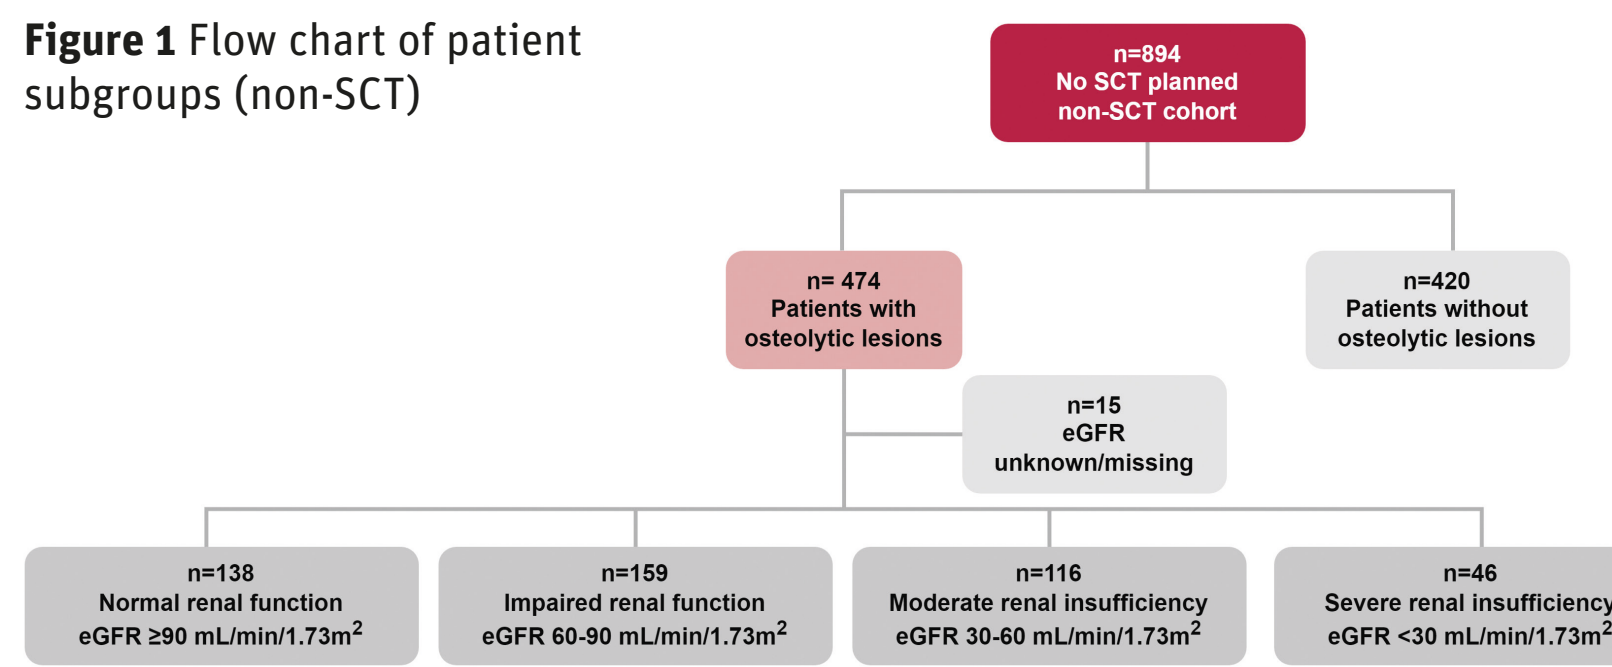 Figure 1 Flow chart of patient
subgroups (non-SCT)
n=894
No SCT planned
non-SCT cohort
n= 474
Patients with
osteolytic lesions
n=420
Patients without
osteolytic lesions
n=15
eGFR
unknown/missing
n=138
Normal renal function
eGFR ≥90 mL/min/1.73m²
n=159
Impaired renal function
eGFR 60-90 mL/min/1.73m²
n=116
Moderate renal insufficiency
eGFR 30-60 mL/min/1.73m²
n=46
Severe renal insufficiency
eGFR <30 mL/min/1.73m²